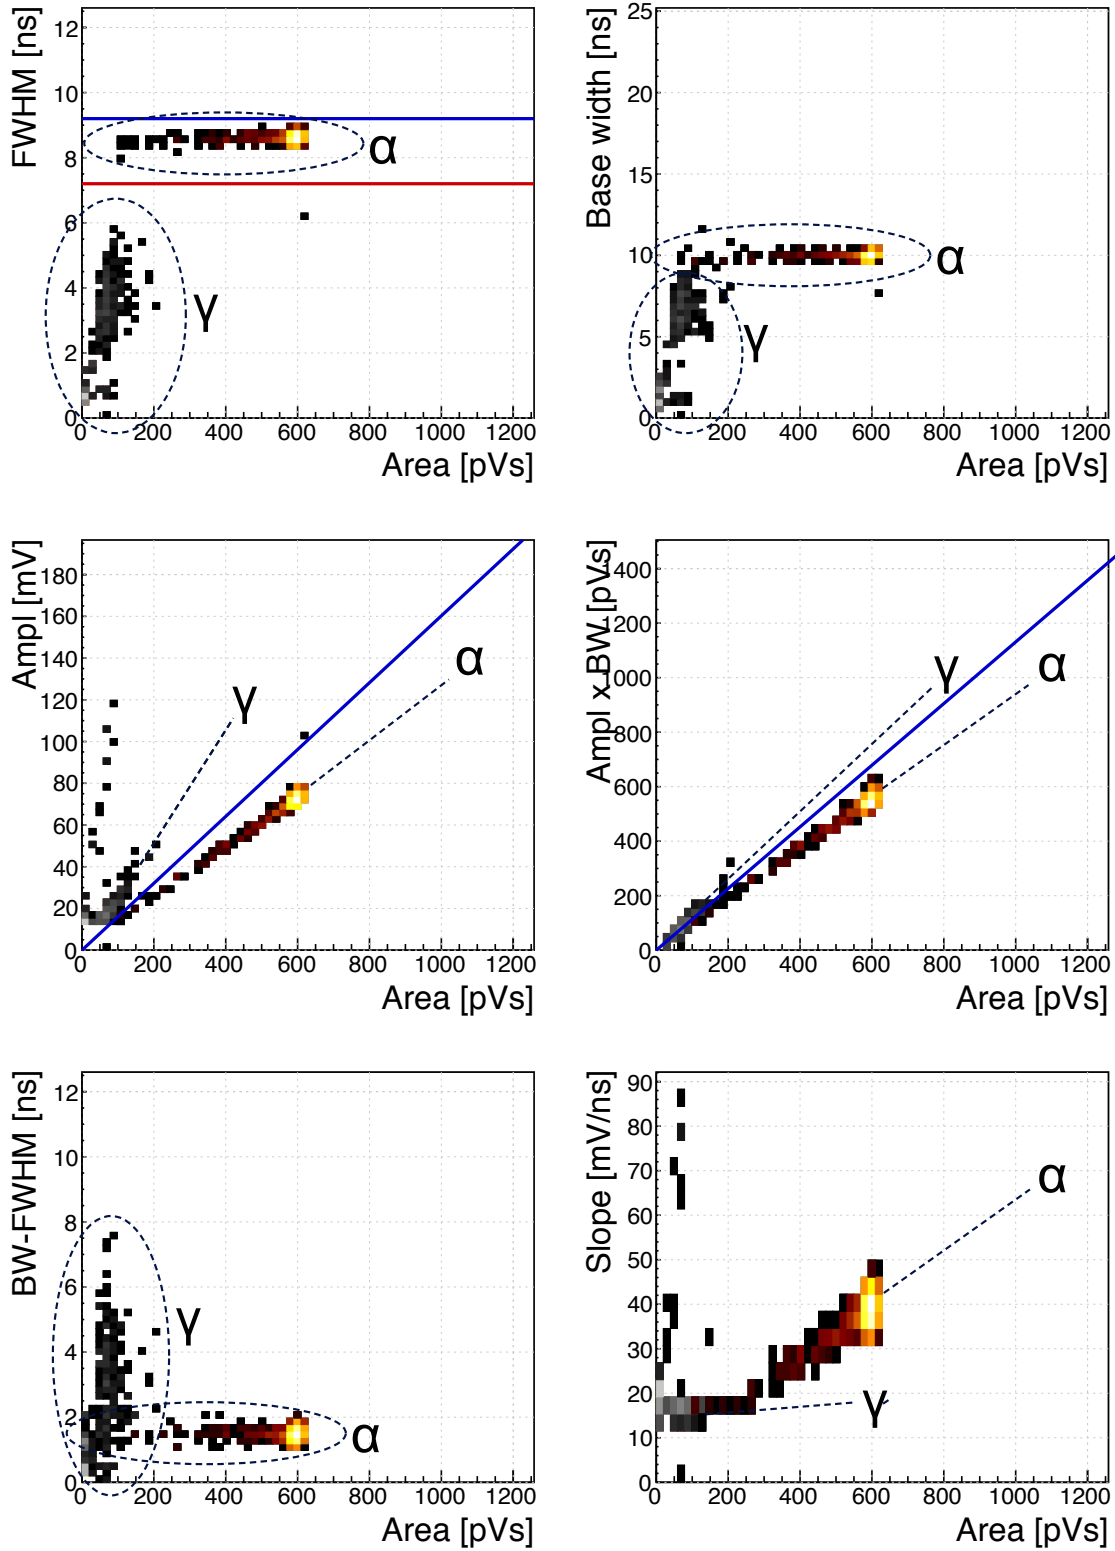 FWHM [ns]
12
10
8
6
4
2
0
α
γ
0 200 400 600 800 1000 1200
Area [pVs]
Base width [ns]
25
20
15
10
5
0
α
γ
0 200 400 600 800 1000 1200
Area [pVs]
Ampl [mV]
180
160
140
120
100
80
60
40
20
0
γ
α
0 200 400 600 800 1000 1200
Area [pVs]
Ampl x BW [pVs]
1400
1200
1000
800
600
400
200
0
γ
α
0 200 400 600 800 1000 1200
Area [pVs]
BW-FWHM [ns]
12
10
8
6
4
2
0
γ
α
0 200 400 600 800 1000 1200
Area [pVs]
Slope [mV/ns]
90
80
70
60
50
40
30
20
10
0
α
γ
0 200 400 600 800 1000 1200
Area [pVs]